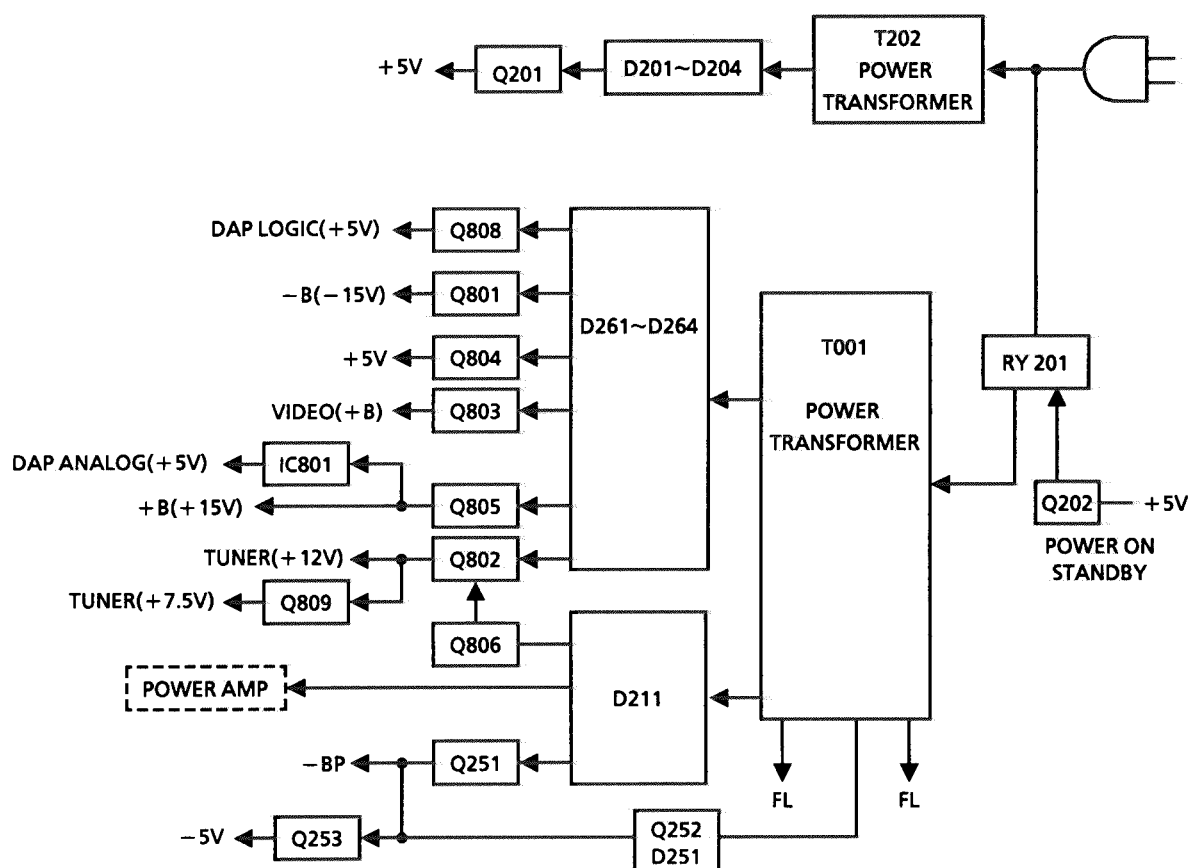 T202
POWER
TRANSFORMER
+5V
Q201
D201~D204
DAP LOGIC(+5V)
Q808
−B(−15V)
Q801
D261~D264
+5V
Q804
VIDEO(+B)
Q803
DAP ANALOG(+5V)
IC801
+B(+15V)
Q805
TUNER(+12V)
Q802
TUNER(+7.5V)
Q809
Q806
T001
POWER
TRANSFORMER
RY 201
Q202
+5V
POWER ON
STANDBY
POWER AMP
D211
−BP
Q251
FL
FL
−5V
Q253
Q252
D251